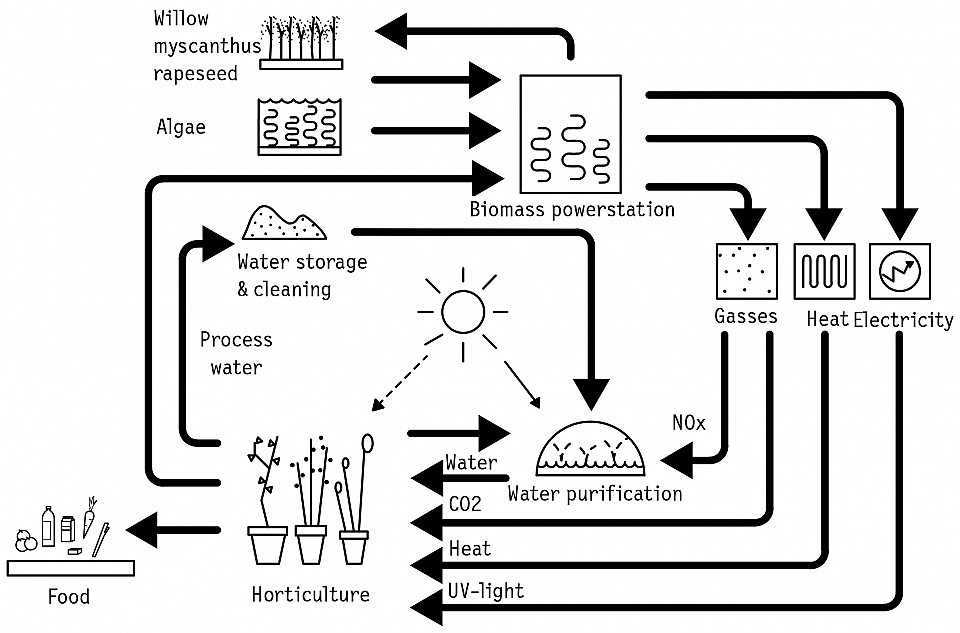 Willow
myscanthus
rapeseed
Algae
Biomass powerstation
Water storage
& cleaning
Gasses
Heat
Electricity
Process
water
NOx
Water
Water purification
CO2
Heat
UV-light
Horticulture
Food